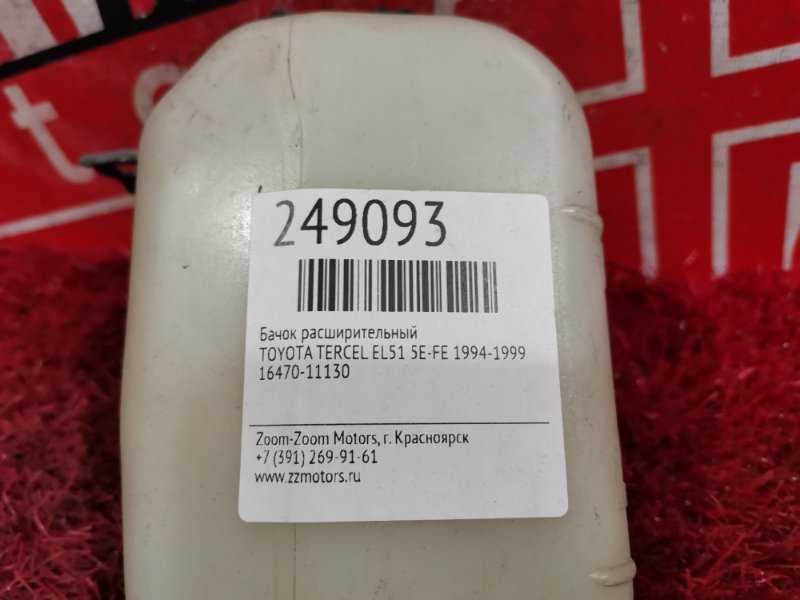 249093
Бачок расширительный
TOYOTA TERCEL EL51 5E-FE 1994-1999
16470-11130
Zoom-Zoom Motors, г. Красноярск
+7 (391) 269-91-61
www.zzmotors.ru